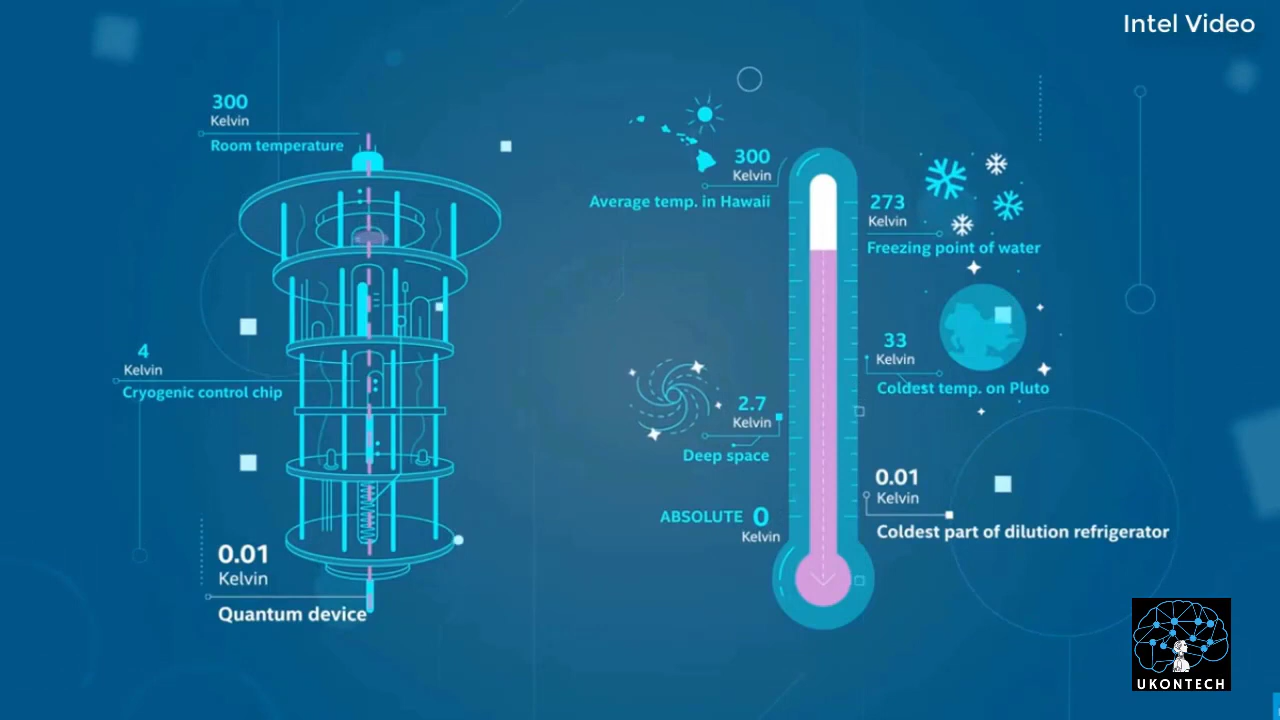 Intel Video
300
Kelvin
Room temperature
4
Kelvin
Cryogenic control chip
0.01
Kelvin
Quantum device
300
Kelvin
Average temp. in Hawaii
273
Kelvin
Freezing point of water
33
Kelvin
Coldest temp. on Pluto
2.7
Kelvin
Deep space
0.01
Kelvin
Coldest part of dilution refrigerator
ABSOLUTE 0
Kelvin
UKONTECH